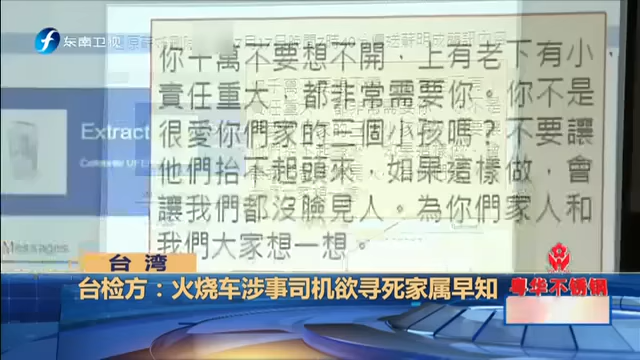 东南卫视
你千萬不要想不開，上有老下有小
責任重大，都非常需要你。你不是
很愛你們家的三個小孩嗎？不要讓
他們抬不起頭來，如果這樣做，會
讓我們都沒臉見人。為你們家人和
我們大家想一想。
Extract
Messages
台湾
台检方：火烧车涉事司机欲寻死家属早知
粤华不锈钢